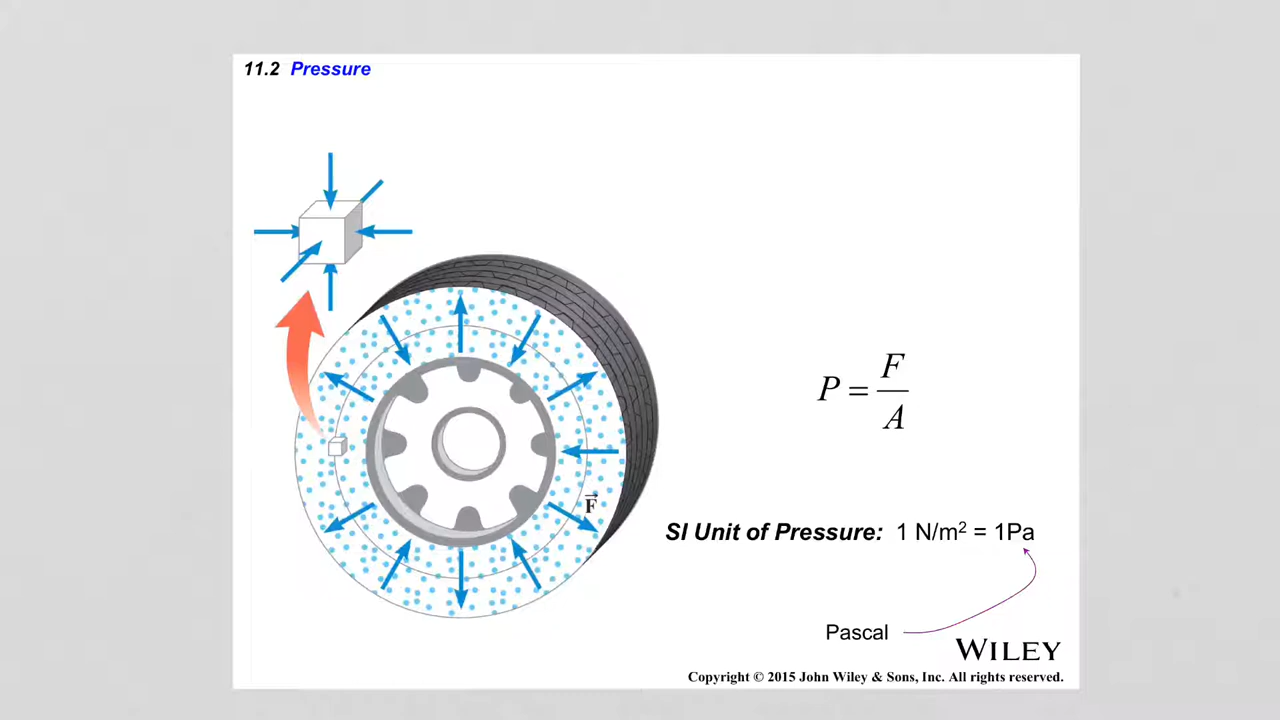 11.2 Pressure
P = F/A
F⃗
SI Unit of Pressure: 1 N/m² = 1Pa
Pascal
WILEY
Copyright © 2015 John Wiley & Sons, Inc. All rights reserved.